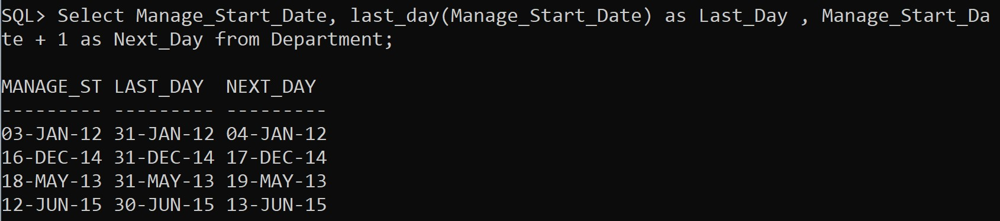 SQL> Select Manage_Start_Date, last_day(Manage_Start_Date) as Last_Day , Manage_Start_Da
te + 1 as Next_Day from Department;
MANAGE_ST LAST_DAY  NEXT_DAY
--------- --------- ---------
03-JAN-12 31-JAN-12 04-JAN-12
16-DEC-14 31-DEC-14 17-DEC-14
18-MAY-13 31-MAY-13 19-MAY-13
12-JUN-15 30-JUN-15 13-JUN-15